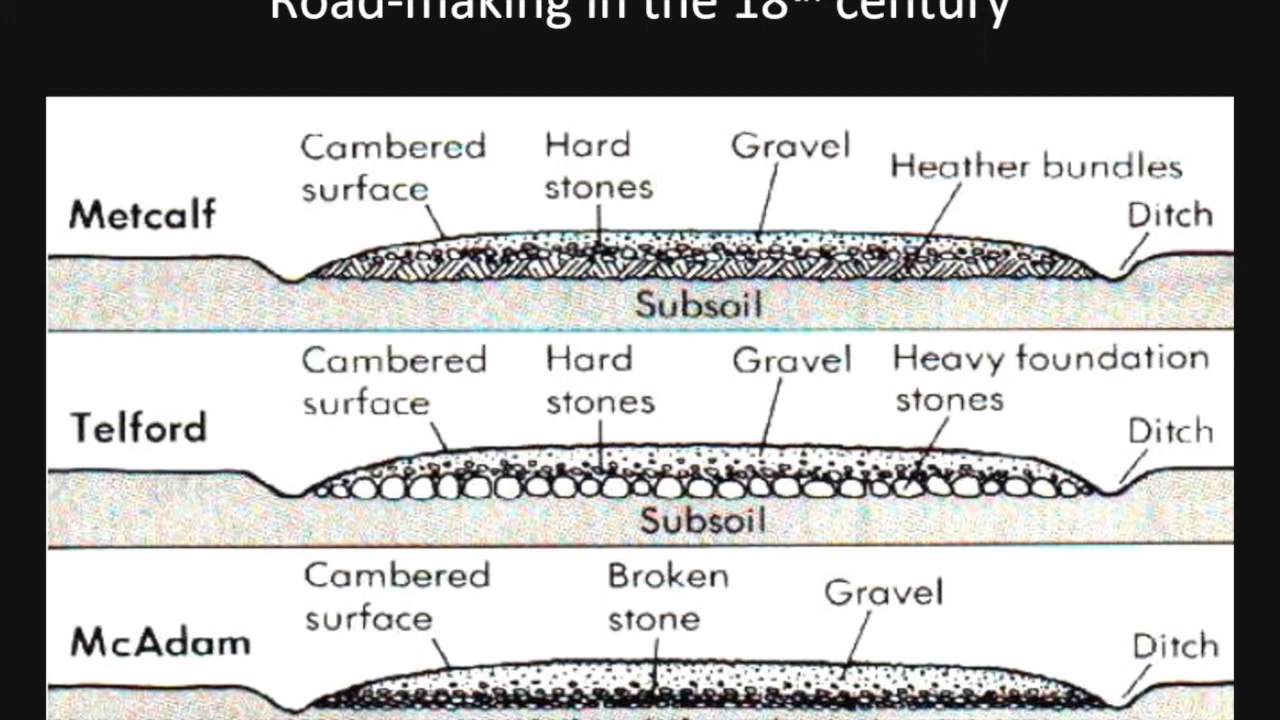 Road-making in the 18th century
Cambered surface
Hard stones
Gravel
Heather bundles
Metcalf
Ditch
Subsoil
Cambered surface
Hard stones
Gravel
Heavy foundation stones
Telford
Ditch
Subsoil
Cambered surface
Broken stone
Gravel
McAdam
Ditch